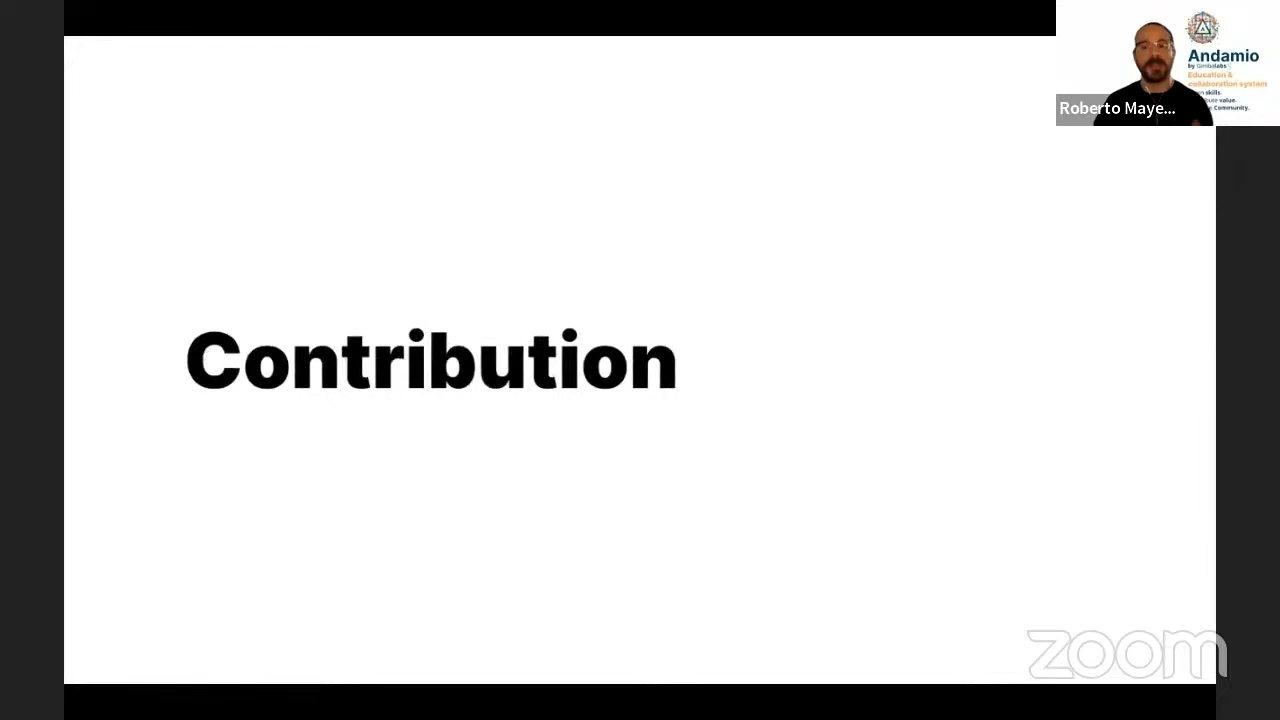 Andamio
by Gimbalabs
Education &
collaboration system
skills.
value.
Community.
Roberto Maye...
Contribution
zoom